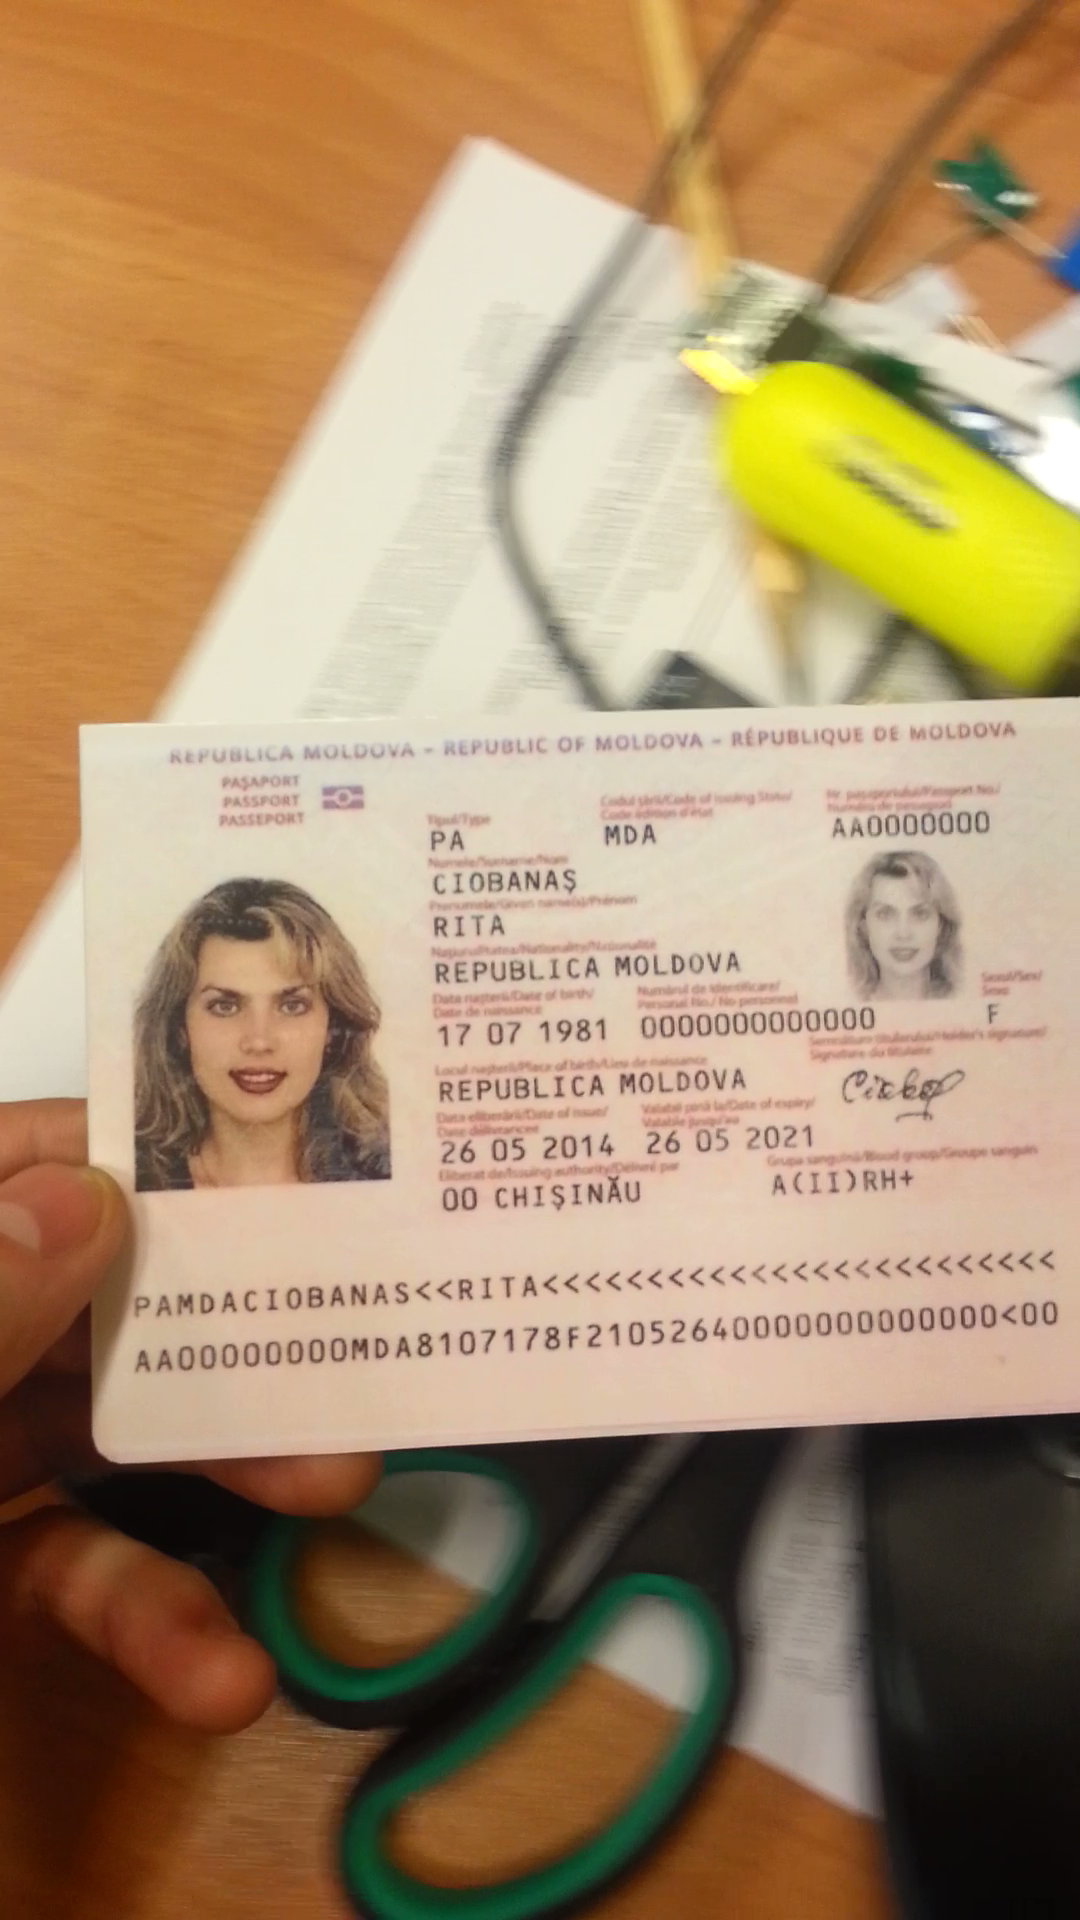 REPUBLICA MOLDOVA – REPUBLIC OF MOLDOVA – RÉPUBLIQUE DE MOLDOVA
PAŞAPORT
PASSPORT
PASSEPORT
Tipul/Type
Codul ţării/Code of issuing State/
Code édition d'état
Nr. paşaportului/Passport No./
Numéro de passeport
PA
MDA
AA0000000
Numele/Surname/Nom
CIOBANAŞ
Prenumele/Given name(s)/Prénom
RITA
Naţionalitatea/Nationality/Nationalité
REPUBLICA MOLDOVA
Data naşterii/Date of birth/
Date de naissance
Numărul de identificare/
Personal No./ No personnel
Sexul/Sex/
Sexe
17 07 1981
0000000000000
F
Locul naşterii/Place of birth/Lieu de naissance
Semnătura titularului/Holder's signature/
Signature du titulaire
REPUBLICA MOLDOVA
Data eliberării/Date of issue/
Date délivrances
Valabil până la/Date of expiry/
Valable jusqu'au
26 05 2014
26 05 2021
Eliberat de/Issuing authority/Délivré par
Grupa sanguină/Blood group/Groupe sanguin
00 CHIŞINĂU
A(II)RH+
PAMDACIOBANAS<<RITA<<<<<<<<<<<<<<<<<<<<<<<<<
AA00000000MDA8107178F21052640000000000000<00